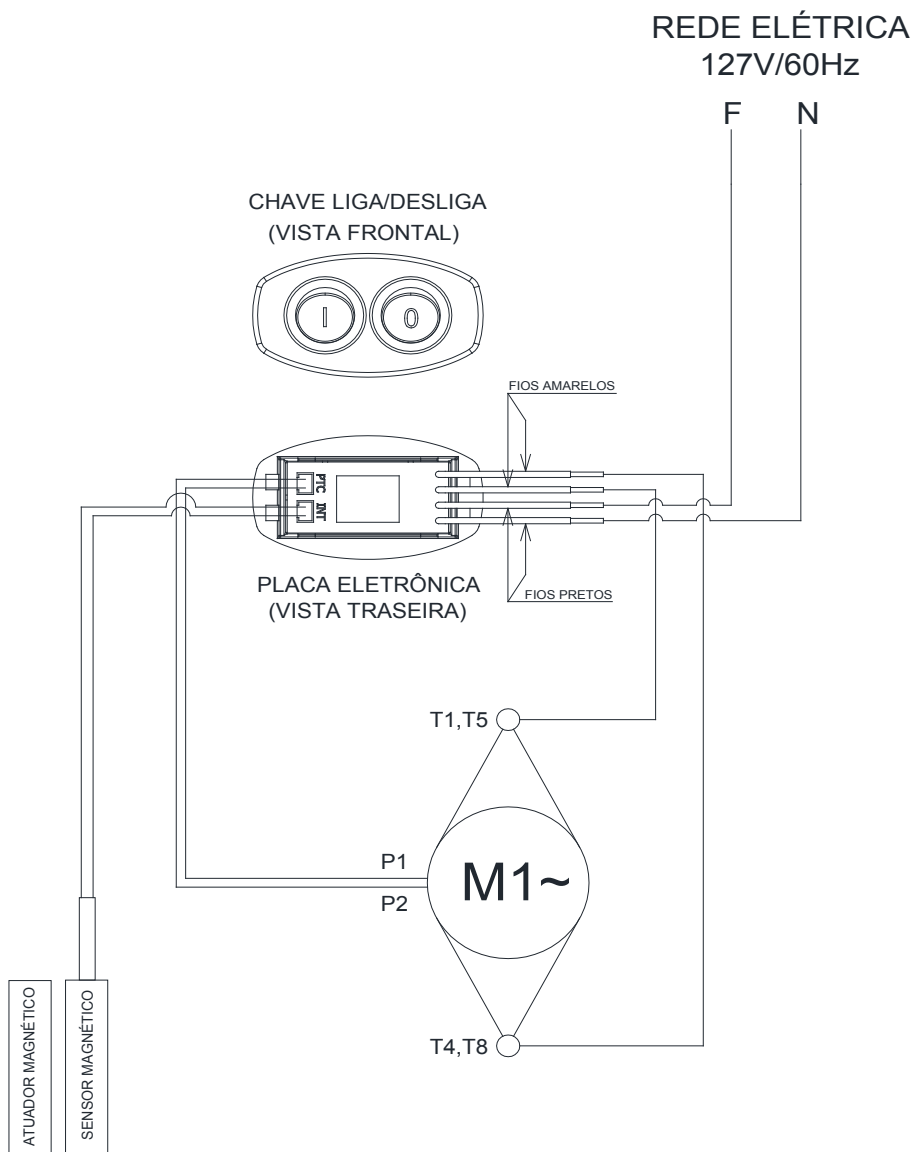 REDE ELÉTRICA
127V/60Hz
F
N
CHAVE LIGA/DESLIGA
(VISTA FRONTAL)
I
0
FIOS AMARELOS
PTC
INT
PLACA ELETRÔNICA
(VISTA TRASEIRA)
FIOS PRETOS
T1,T5
P1
M1~
P2
T4,T8
ATUADOR MAGNÉTICO
SENSOR MAGNÉTICO